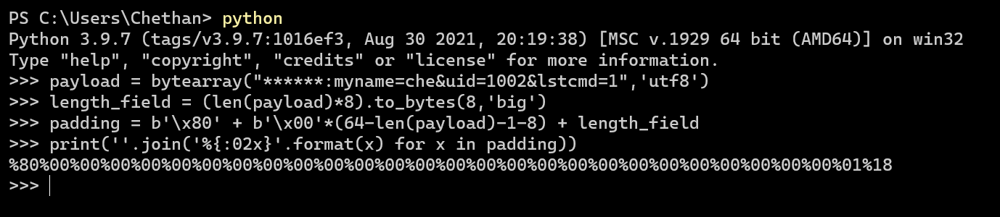 PS C:\Users\Chethan> python
Python 3.9.7 (tags/v3.9.7:1016ef3, Aug 30 2021, 20:19:38) [MSC v.1929 64 bit (AMD64)] on win32
Type "help", "copyright", "credits" or "license" for more information.
>>> payload = bytearray("******:myname=che&uid=1002&lstcmd=1",'utf8')
>>> length_field = (len(payload)*8).to_bytes(8,'big')
>>> padding = b'\x80' + b'\x00'*(64-len(payload)-1-8) + length_field
>>> print(''.join('%{:02x}'.format(x) for x in padding))
%80%00%00%00%00%00%00%00%00%00%00%00%00%00%00%00%00%00%00%00%00%00%00%00%00%00%00%01%18
>>>